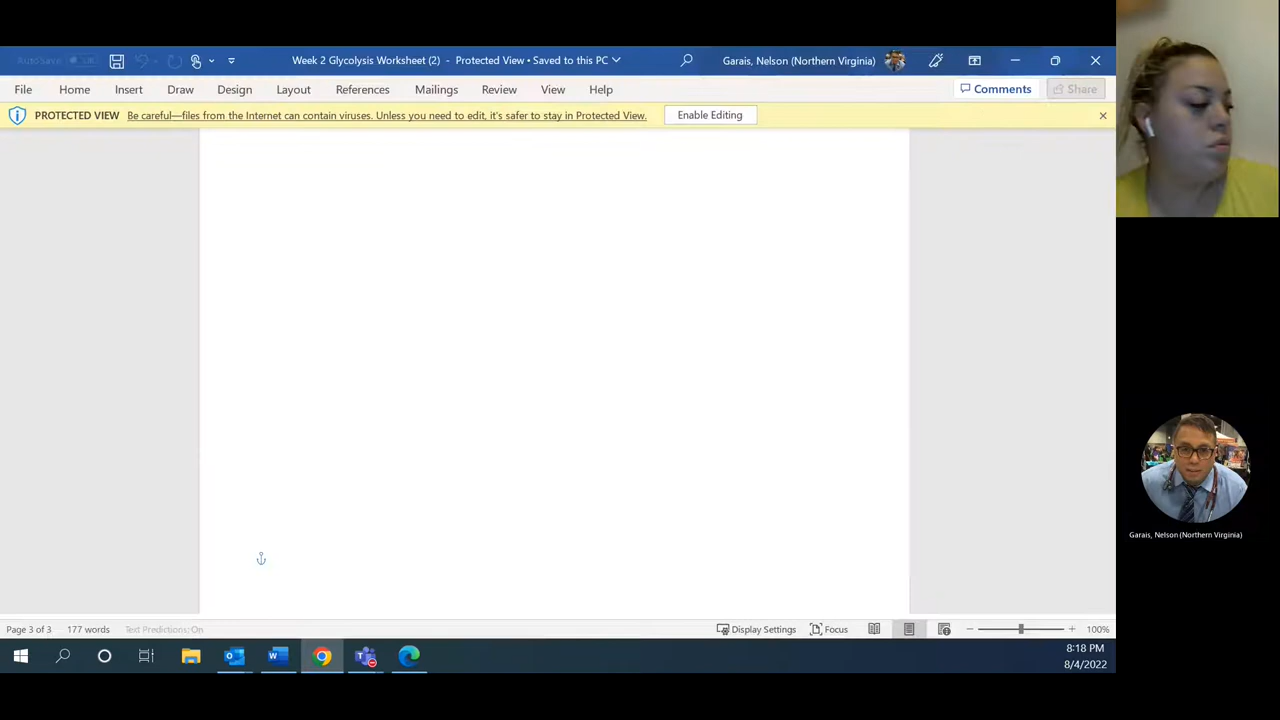 AutoSave Off Week 2 Glycolysis Worksheet (2) - Protected View • Saved to this PC Garais, Nelson (Northern Virginia)
File Home Insert Draw Design Layout References Mailings Review View Help Comments Share
PROTECTED VIEW Be careful—files from the Internet can contain viruses. Unless you need to edit, it's safer to stay in Protected View. Enable Editing
Garais, Nelson (Northern Virginia)
Page 3 of 3 177 words Text Predictions: On Display Settings Focus 100%
8:18 PM
8/4/2022